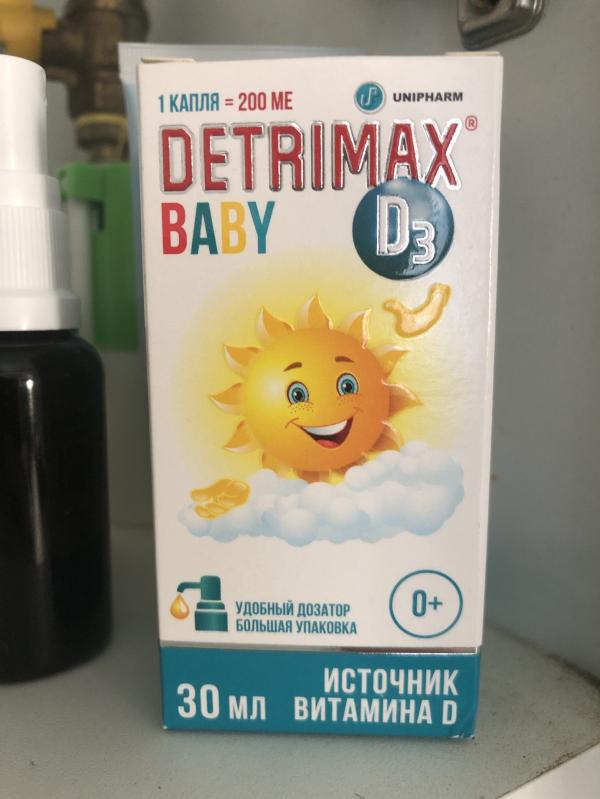 1 КАПЛЯ = 200 МЕ
UNIPHARM
DETRIMAX®
BABY
D3
УДОБНЫЙ ДОЗАТОР
БОЛЬШАЯ УПАКОВКА
0+
30 МЛ
ИСТОЧНИК
ВИТАМИНА D